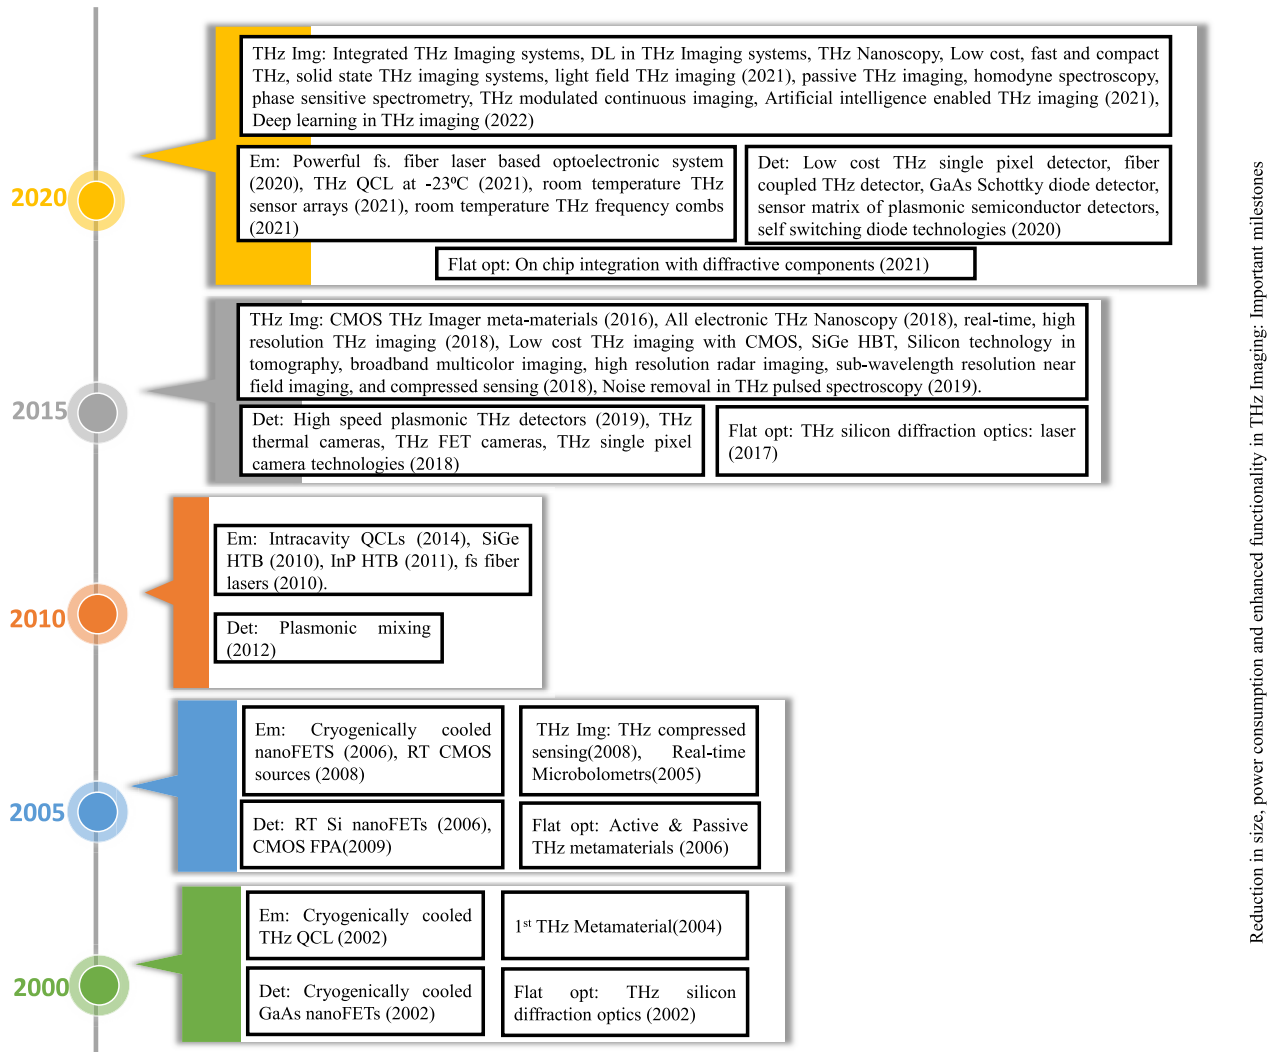 THz Img: Integrated THz Imaging systems, DL in THz Imaging systems, THz Nanoscopy, Low cost, fast and compact
THz, solid state THz imaging systems, light field THz imaging (2021), passive THz imaging, homodyne spectroscopy,
phase sensitive spectrometry, THz modulated continuous imaging, Artificial intelligence enabled THz imaging (2021),
Deep learning in THz imaging (2022)
2020
Em: Powerful fs. fiber laser based optoelectronic system
(2020), THz QCL at -23⁰C (2021), room temperature THz
sensor arrays (2021), room temperature THz frequency combs
(2021)
Det: Low cost THz single pixel detector, fiber
coupled THz detector, GaAs Schottky diode detector,
sensor matrix of plasmonic semiconductor detectors,
self switching diode technologies (2020)
Flat opt: On chip integration with diffractive components (2021)
THz Img: CMOS THz Imager meta-materials (2016), All electronic THz Nanoscopy (2018), real-time, high
resolution THz imaging (2018), Low cost THz imaging with CMOS, SiGe HBT, Silicon technology in
tomography, broadband multicolor imaging, high resolution radar imaging, sub-wavelength resolution near
field imaging, and compressed sensing (2018), Noise removal in THz pulsed spectroscopy (2019).
2015
Det: High speed plasmonic THz detectors (2019), THz
thermal cameras, THz FET cameras, THz single pixel
camera technologies (2018)
Flat opt: THz silicon diffraction optics: laser
(2017)
Em: Intracavity QCLs (2014), SiGe
HTB (2010), InP HTB (2011), fs fiber
lasers (2010).
2010
Det: Plasmonic mixing
(2012)
Em: Cryogenically cooled
nanoFETS (2006), RT CMOS
sources (2008)
THz Img: THz compressed
sensing(2008), Real-time
Microbolometrs(2005)
2005
Det: RT Si nanoFETs (2006),
CMOS FPA(2009)
Flat opt: Active & Passive
THz metamaterials (2006)
Em: Cryogenically cooled
THz QCL (2002)
1st THz Metamaterial(2004)
2000
Det: Cryogenically cooled
GaAs nanoFETs (2002)
Flat opt: THz silicon
diffraction optics (2002)
Reduction in size, power consumption and enhanced functionality in THz Imaging: Important milestones